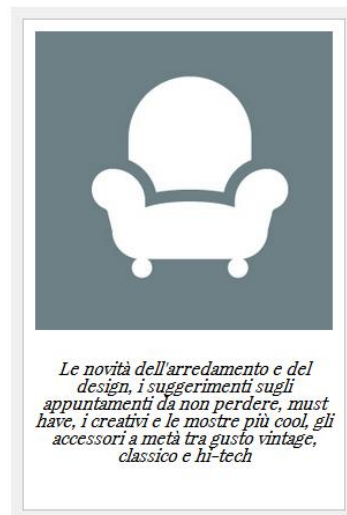 Le novità dell'arredamento e del
design, i suggerimenti sugli
appuntamenti da non perdere, must
have, i creativi e le mostre più cool, gli
accessori a metà tra gusto vintage,
classico e hi-tech